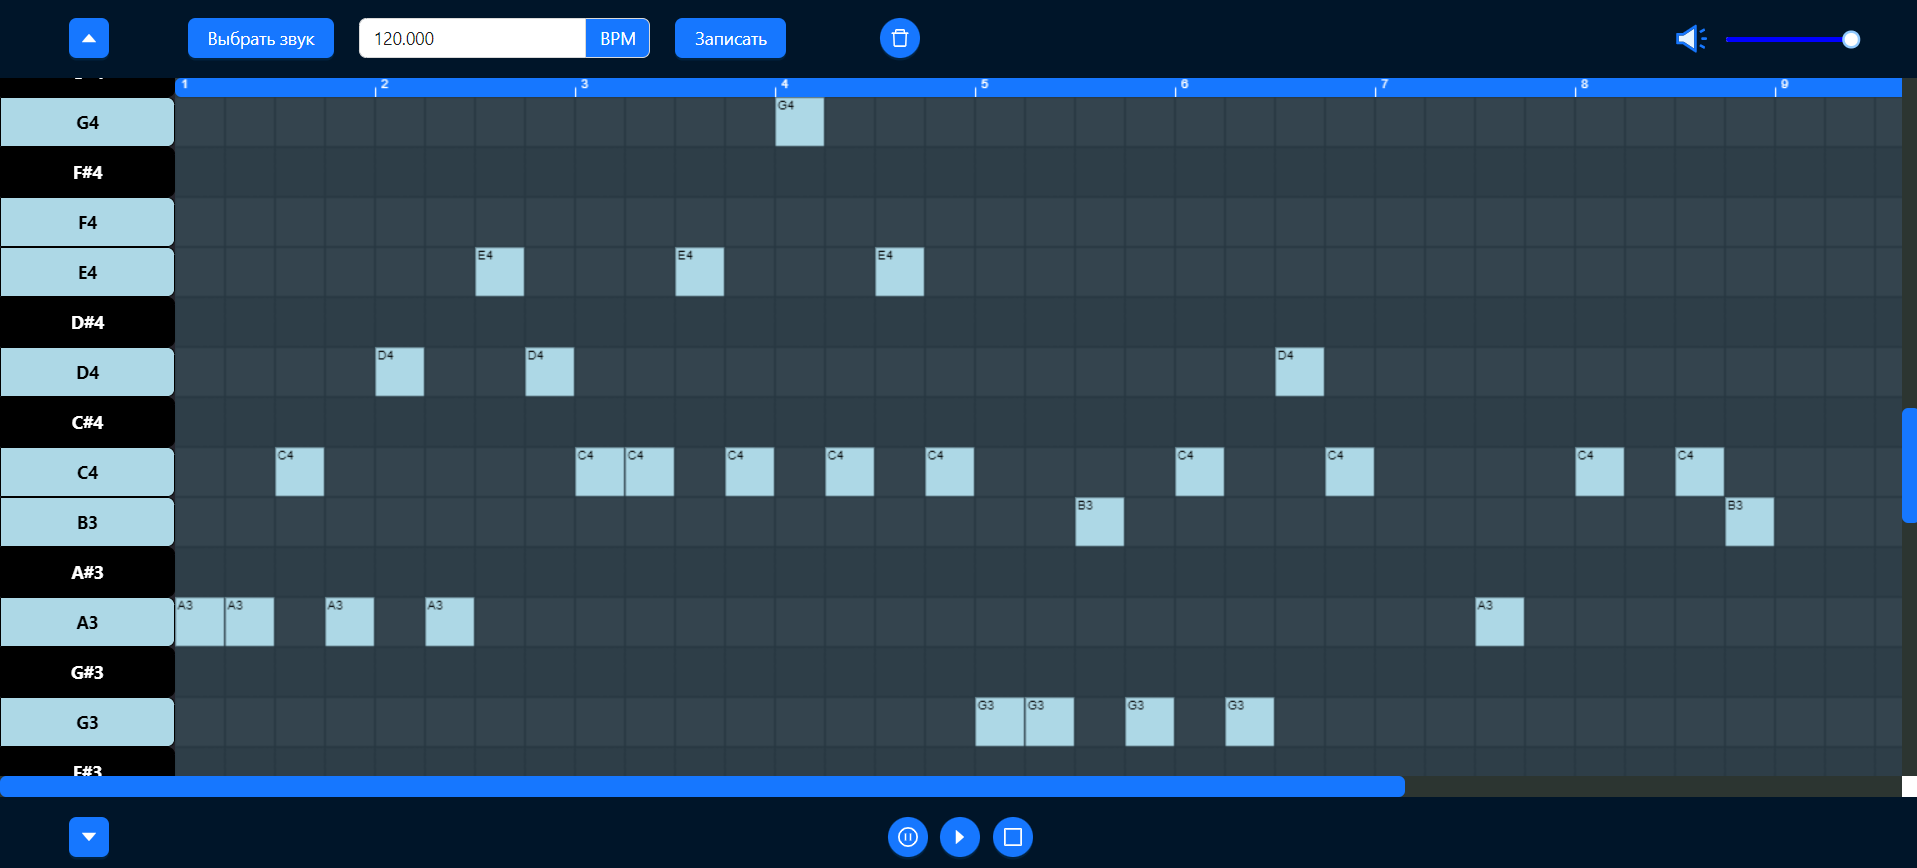 Выбрать звук 120.000 BPM Записать
1 2 3 4 5 6 7 8 9
G4 G4
F#4
F4
E4 E4 E4 E4
D#4
D4 D4 D4 D4
C#4
C4 C4 C4 C4 C4 C4 C4 C4 C4 C4 C4
B3 B3 B3
A#3
A3 A3 A3 A3 A3 A3
G#3
G3 G3 G3 G3 G3
F#3